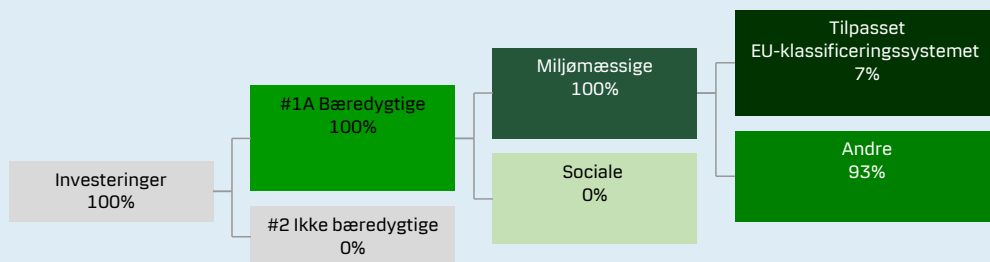 Investeringer
100%
#1A Bæredygtige
100%
#2 Ikke bæredygtige
0%
Miljømæssige
100%
Sociale
0%
Tilpasset
EU-klassificeringssystemet
7%
Andre
93%